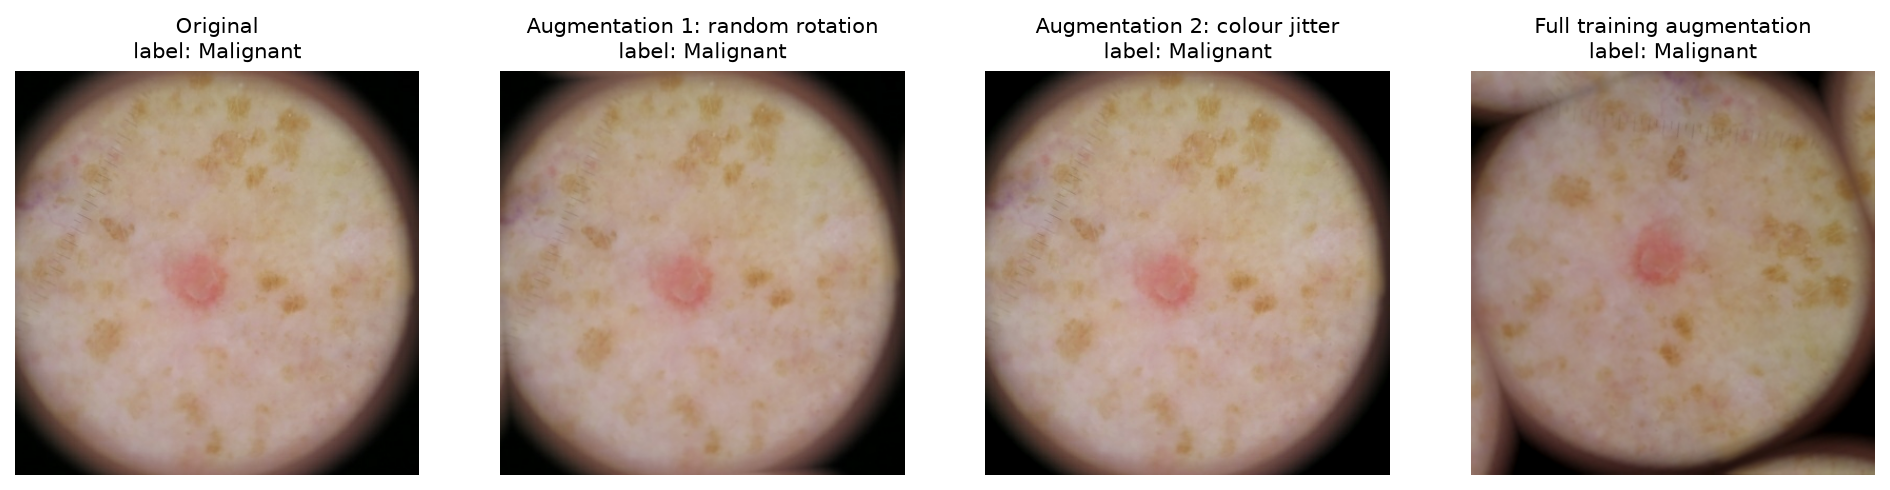 Original
label: Malignant
Augmentation 1: random rotation
label: Malignant
Augmentation 2: colour jitter
label: Malignant
Full training augmentation
label: Malignant